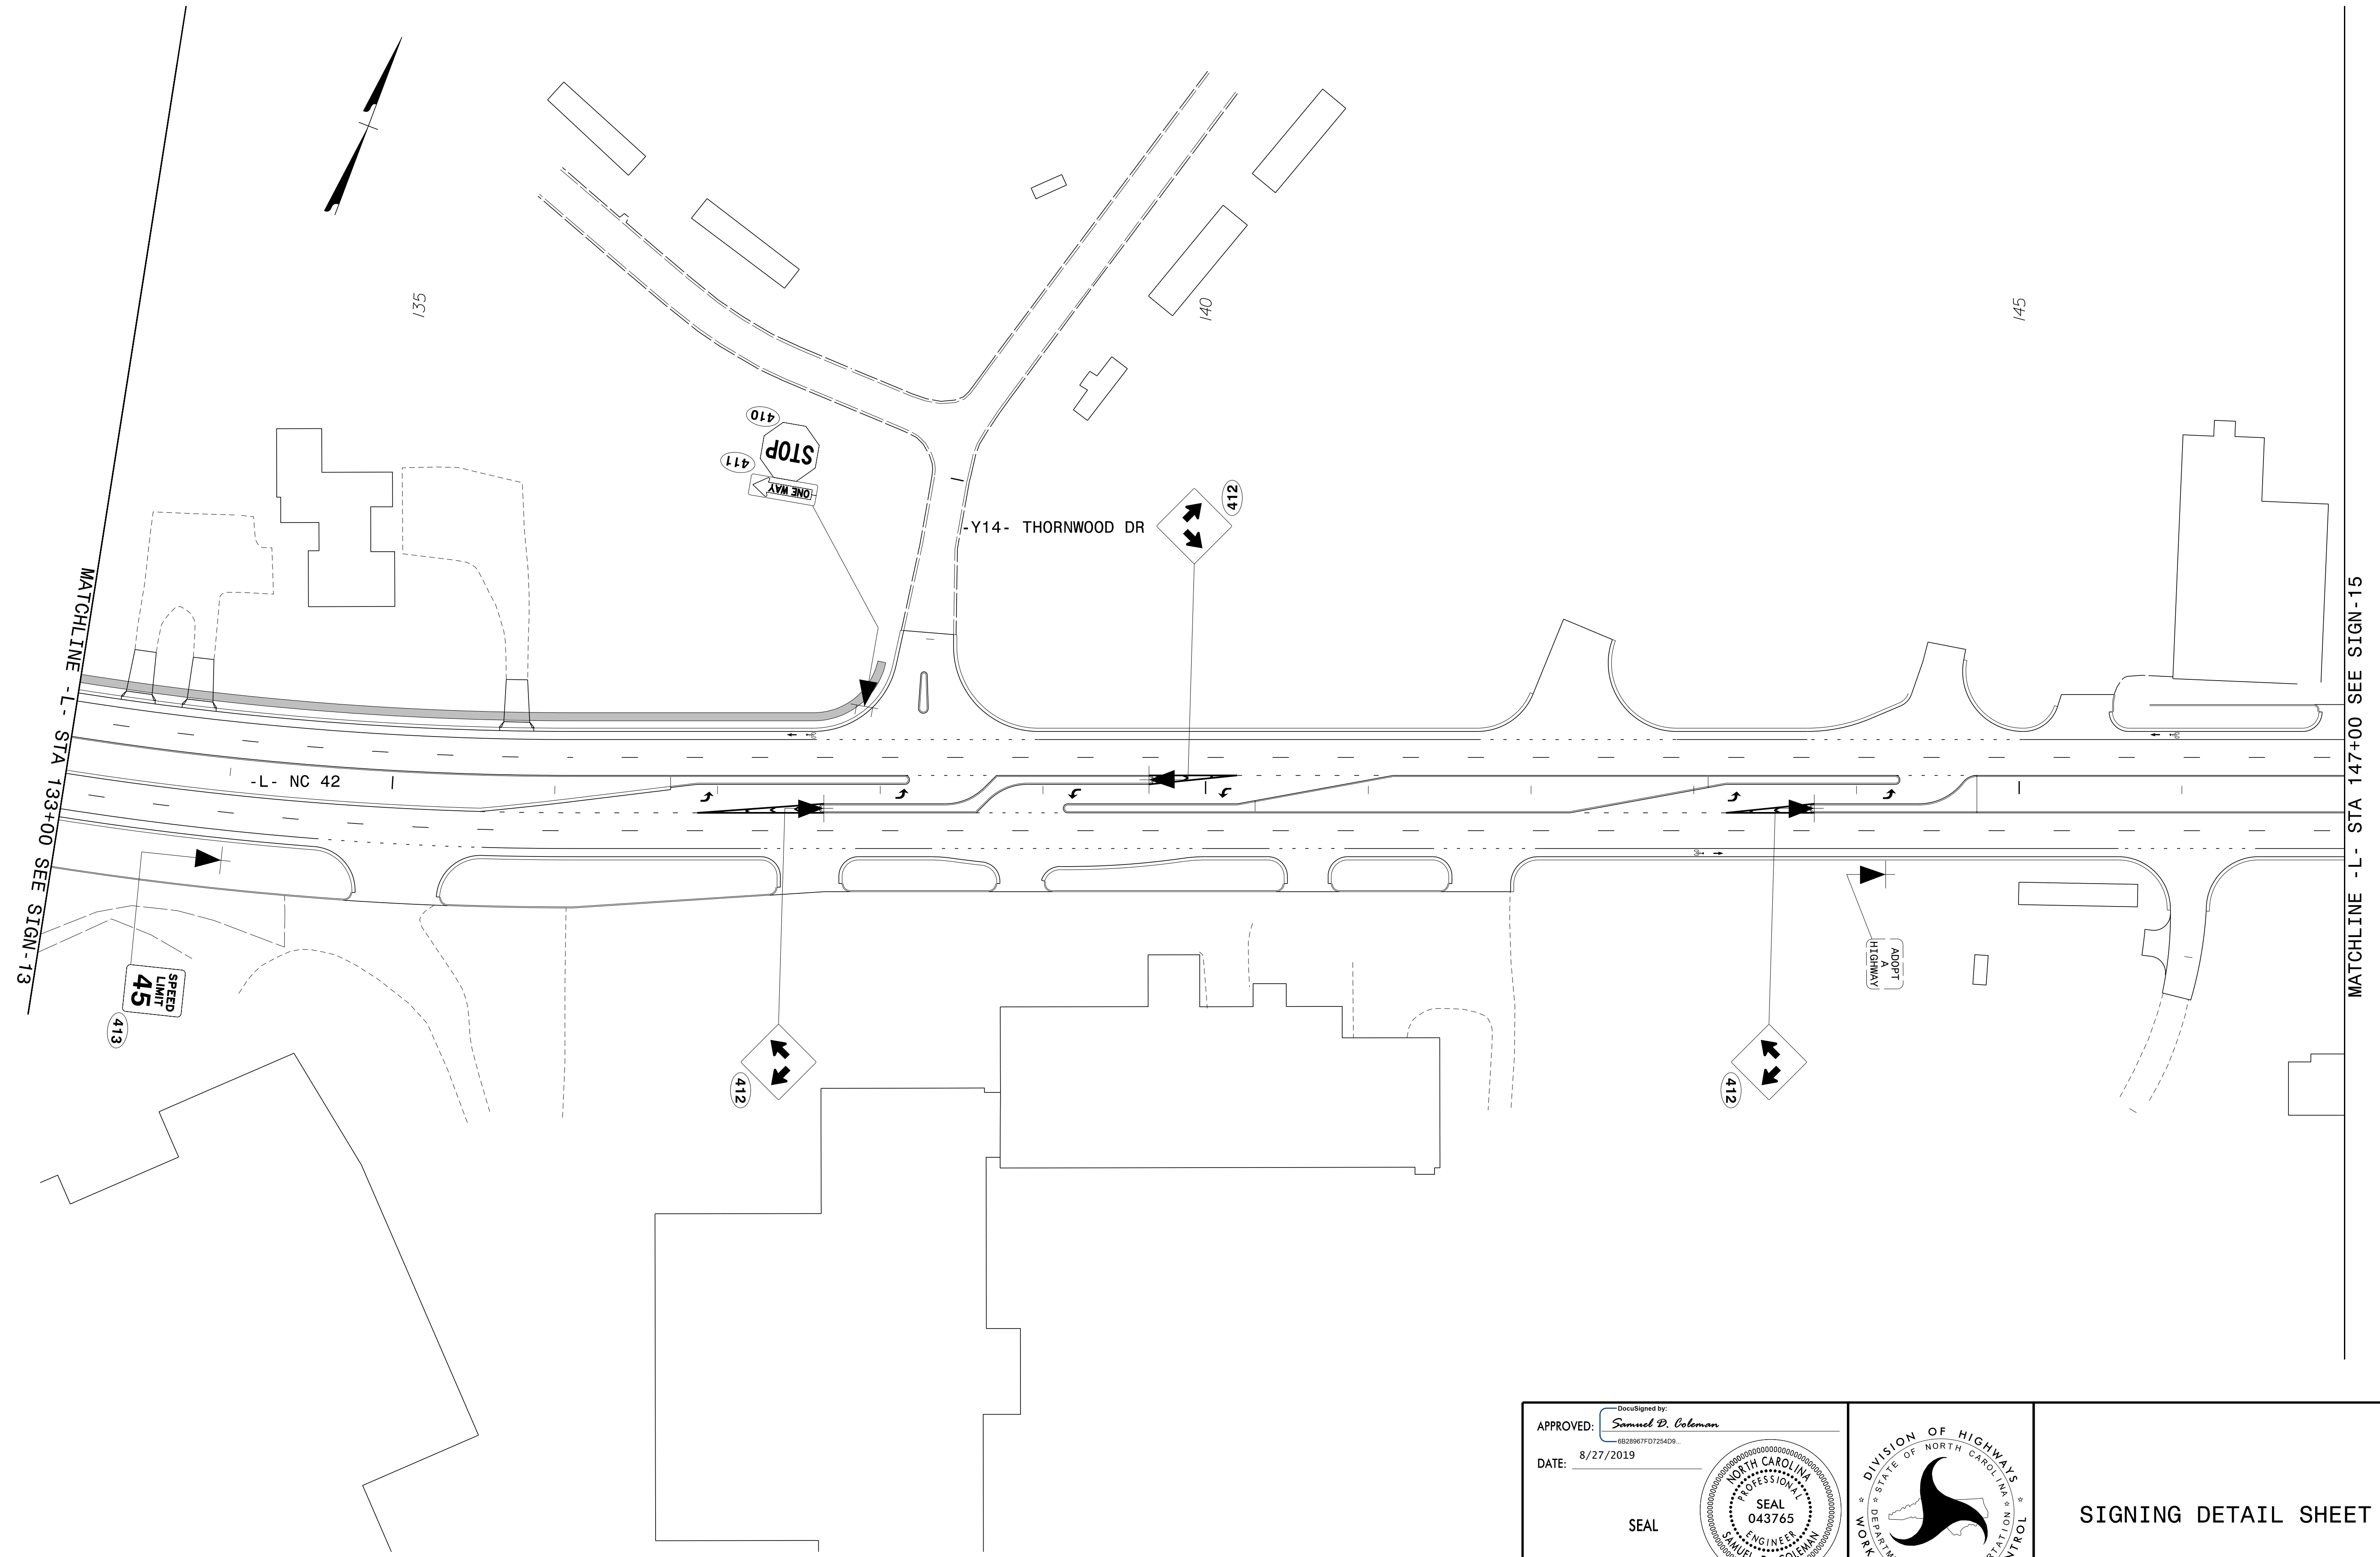 135
140
145
410
STOP
411
ONE WAY
412
-Y14- THORNWOOD DR
MATCHLINE -L- STA 133+00 SEE SIGN-13
MATCHLINE -L- STA 147+00 SEE SIGN-15
-L- NC 42
SPEED
LIMIT
45
413
412
ADOPT
A
HIGHWAY
412
DocuSigned by:
APPROVED: Samuel D. Coleman
6B28967FD7254D9...
DATE: 8/27/2019
SEAL
NORTH CAROLINA
PROFESSIONAL
SEAL
043765
ENGINEER
SAMUEL D. COLEMAN
DIVISION OF HIGHWAYS
STATE OF NORTH CAROLINA
SIGNING DETAIL SHEET